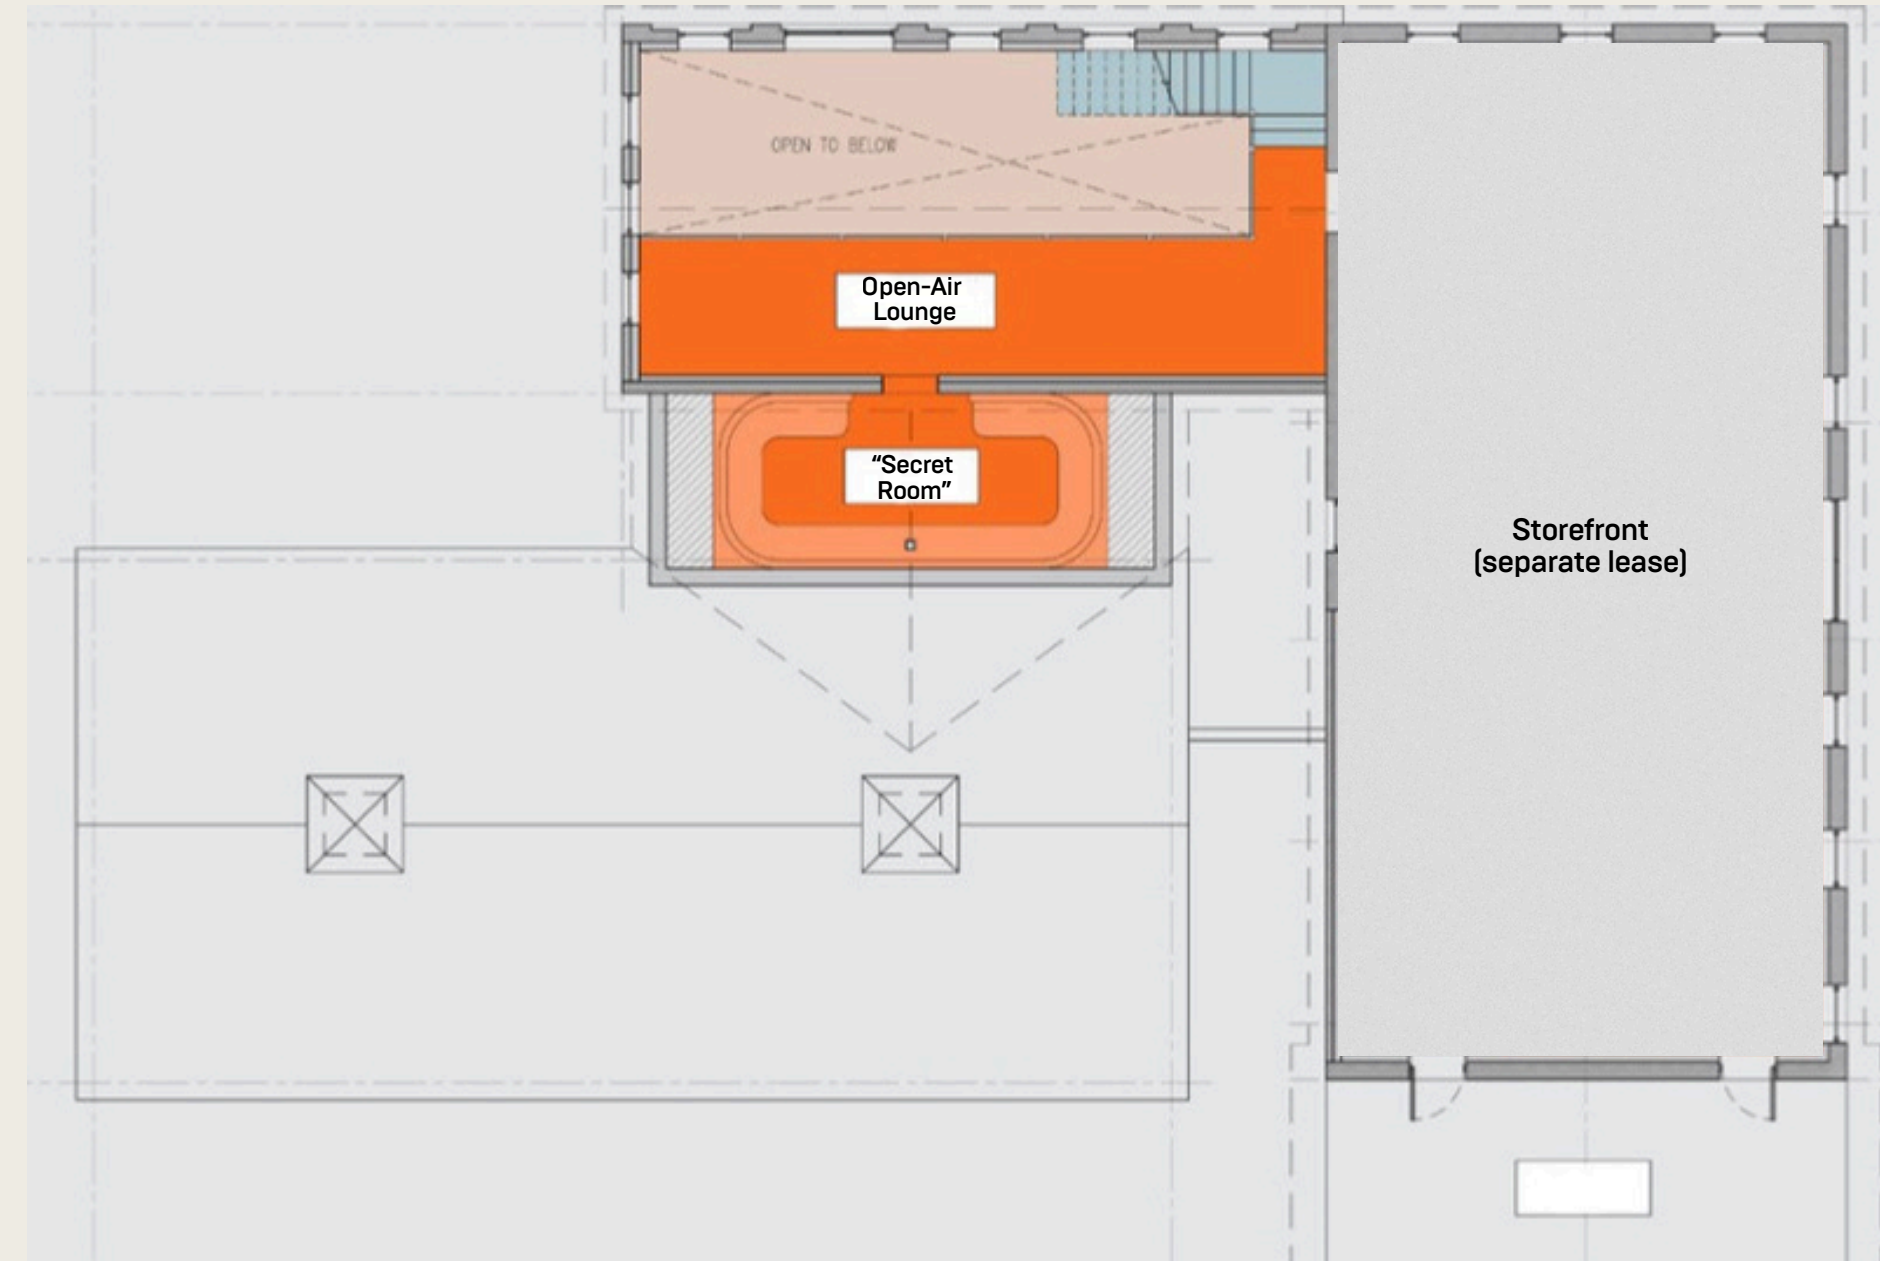 OPEN TO BELOW
Open-Air
Lounge
“Secret
Room”
Storefront
(separate lease)